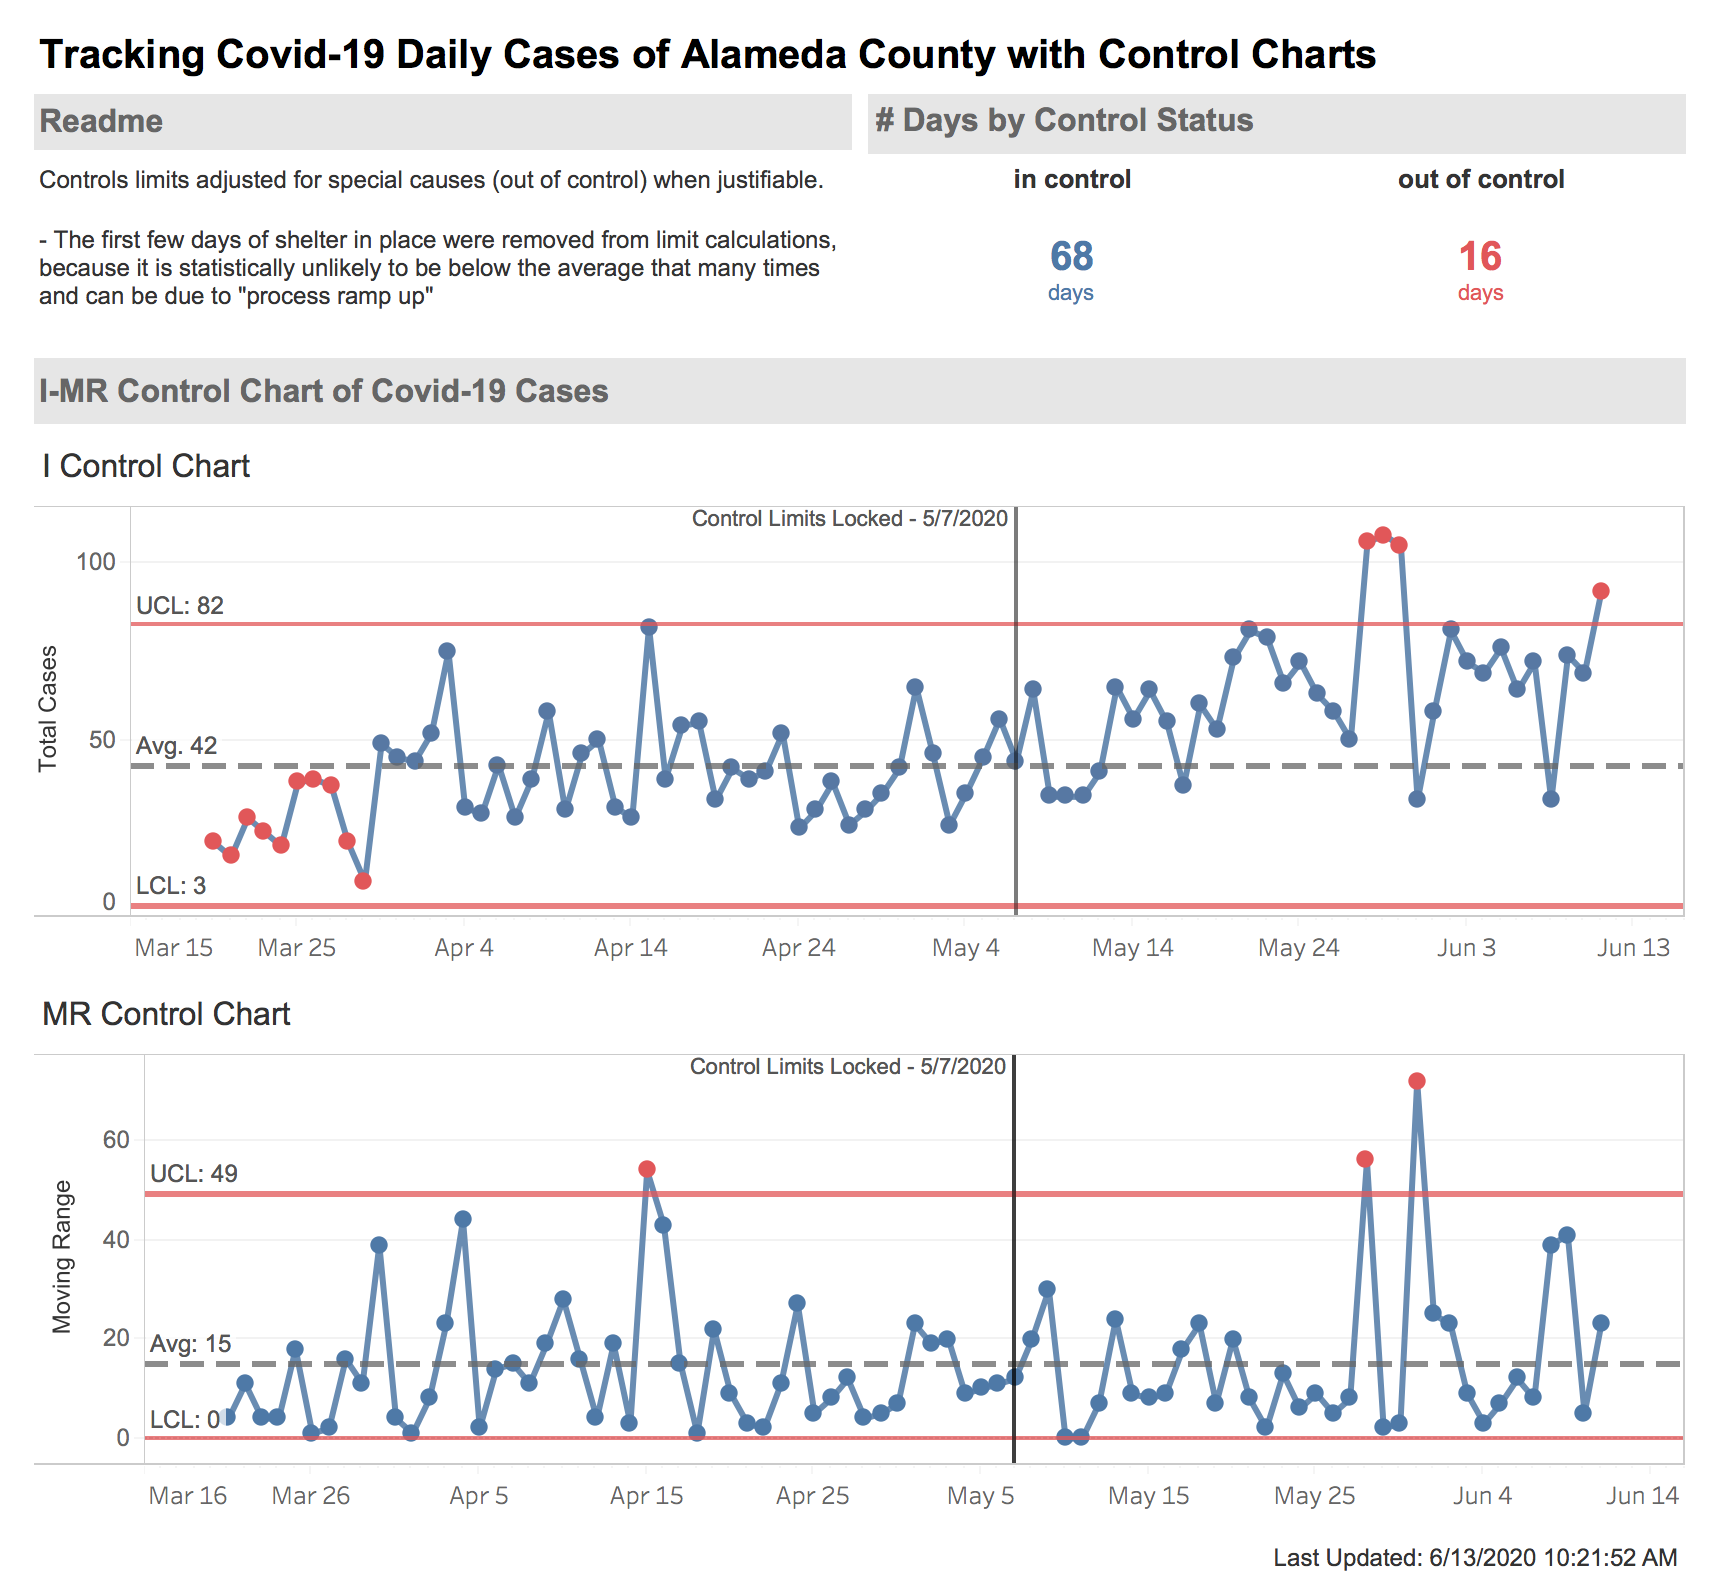 Tracking Covid-19 Daily Cases of Alameda County with Control Charts
Readme
Controls limits adjusted for special causes (out of control) when justifiable.
- The first few days of shelter in place were removed from limit calculations,
because it is statistically unlikely to be below the average that many times
and can be due to "process ramp up"
# Days by Control Status
in control
out of control
68
days
16
days
I-MR Control Chart of Covid-19 Cases
I Control Chart
Control Limits Locked - 5/7/2020
Total Cases
100
UCL: 82
50
Avg. 42
LCL: 3
0
Mar 15 Mar 25 Apr 4 Apr 14 Apr 24 May 4 May 14 May 24 Jun 3 Jun 13
MR Control Chart
Control Limits Locked - 5/7/2020
Moving Range
60
UCL: 49
40
20
Avg: 15
LCL: 0
0
Mar 16 Mar 26 Apr 5 Apr 15 Apr 25 May 5 May 15 May 25 Jun 4 Jun 14
Last Updated: 6/13/2020 10:21:52 AM